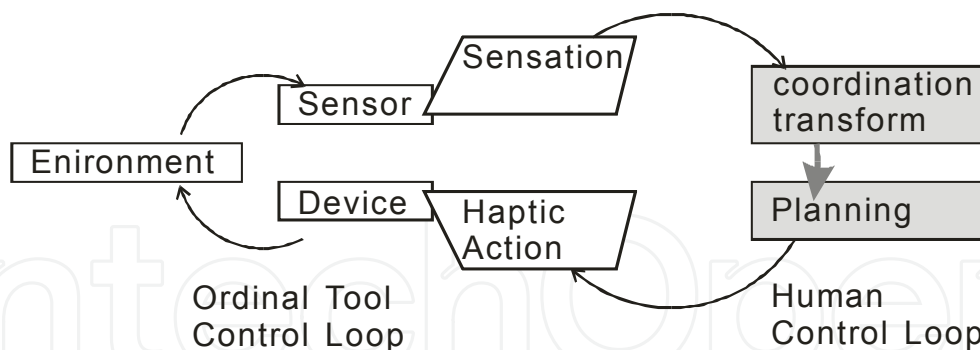 Sensation
coordination
transform
Sensor
Enironment
Device
Haptic
Action
Planning
Ordinal Tool
Control Loop
Human
Control Loop